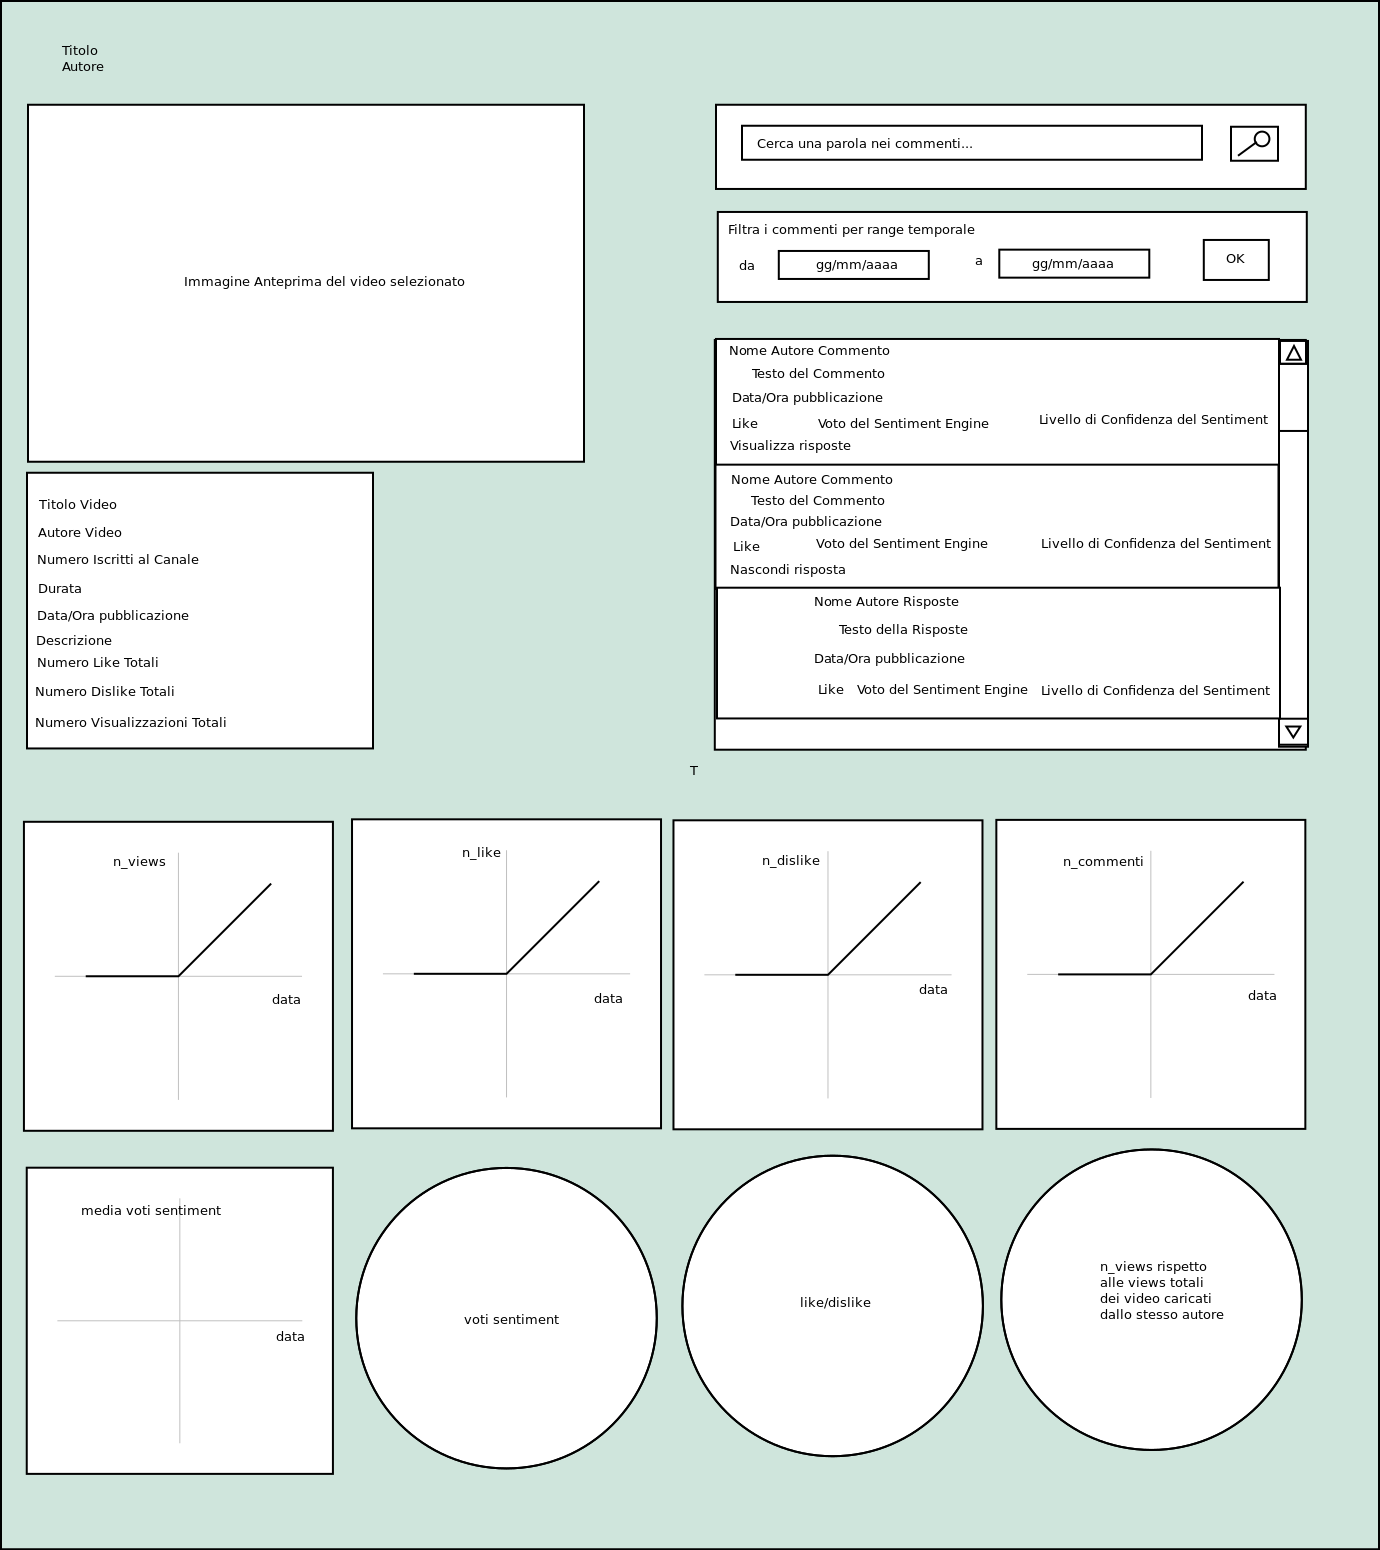 Titolo
Autore
Immagine Anteprima del video selezionato
Titolo Video
Autore Video
Numero Iscritti al Canale
Durata
Data/Ora pubblicazione
Descrizione
Numero Like Totali
Numero Dislike Totali
Numero Visualizzazioni Totali
Cerca una parola nei commenti...
Filtra i commenti per range temporale
da gg/mm/aaaa a gg/mm/aaaa OK
Nome Autore Commento
Testo del Commento
Data/Ora pubblicazione
Like Voto del Sentiment Engine Livello di Confidenza del Sentiment
Visualizza risposte
Nome Autore Commento
Testo del Commento
Data/Ora pubblicazione
Like Voto del Sentiment Engine Livello di Confidenza del Sentiment
Nascondi risposta
Nome Autore Risposte
Testo della Risposte
Data/Ora pubblicazione
Like Voto del Sentiment Engine Livello di Confidenza del Sentiment
T
n_views
data
n_like
data
n_dislike
data
n_commenti
data
media voti sentiment
data
voti sentiment
like/dislike
n_views rispetto
alle views totali
dei video caricati
dallo stesso autore